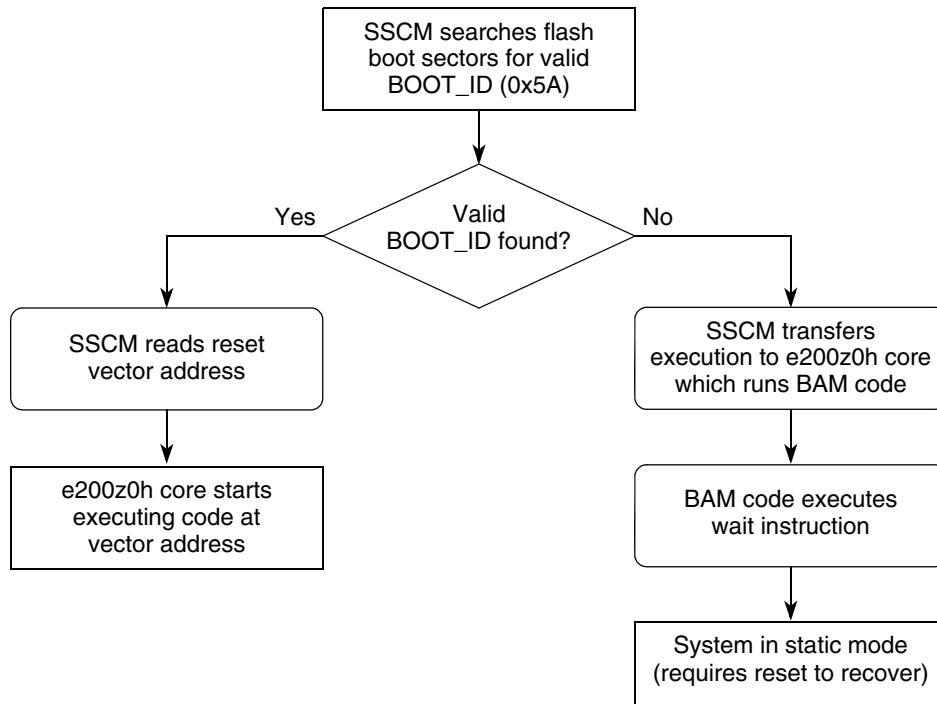 SSCM searches flash
boot sectors for valid
BOOT_ID (0x5A)
Yes
Valid
BOOT_ID found?
No
SSCM reads reset
vector address
SSCM transfers
execution to e200z0h core
which runs BAM code
e200z0h core starts
executing code at
vector address
BAM code executes
wait instruction
System in static mode
(requires reset to recover)